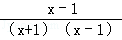 x-1
(x+1) (x-1)